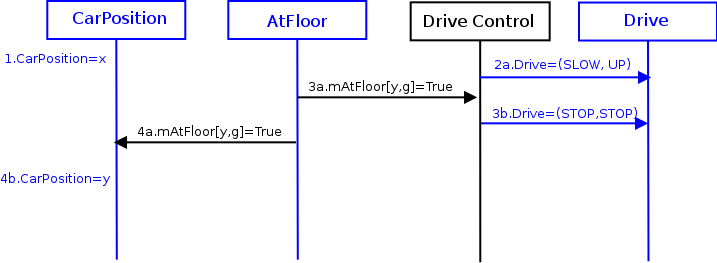 CarPosition
AtFloor
Drive Control
Drive
1.CarPosition=x
2a.Drive=(SLOW, UP)
3a.mAtFloor[y,g]=True
3b.Drive=(STOP,STOP)
4a.mAtFloor[y,g]=True
4b.CarPosition=y